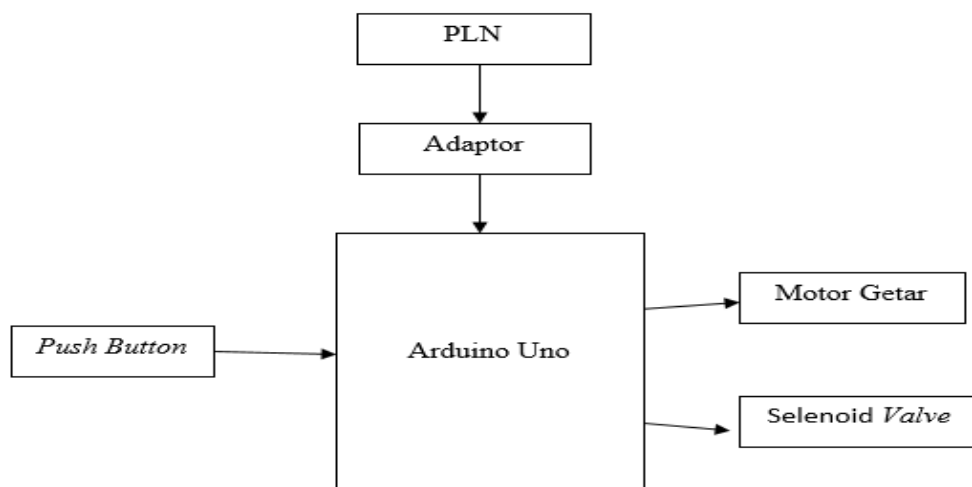 PLN
Adaptor
Motor Getar
Push Button
Arduino Uno
Selenoid Valve